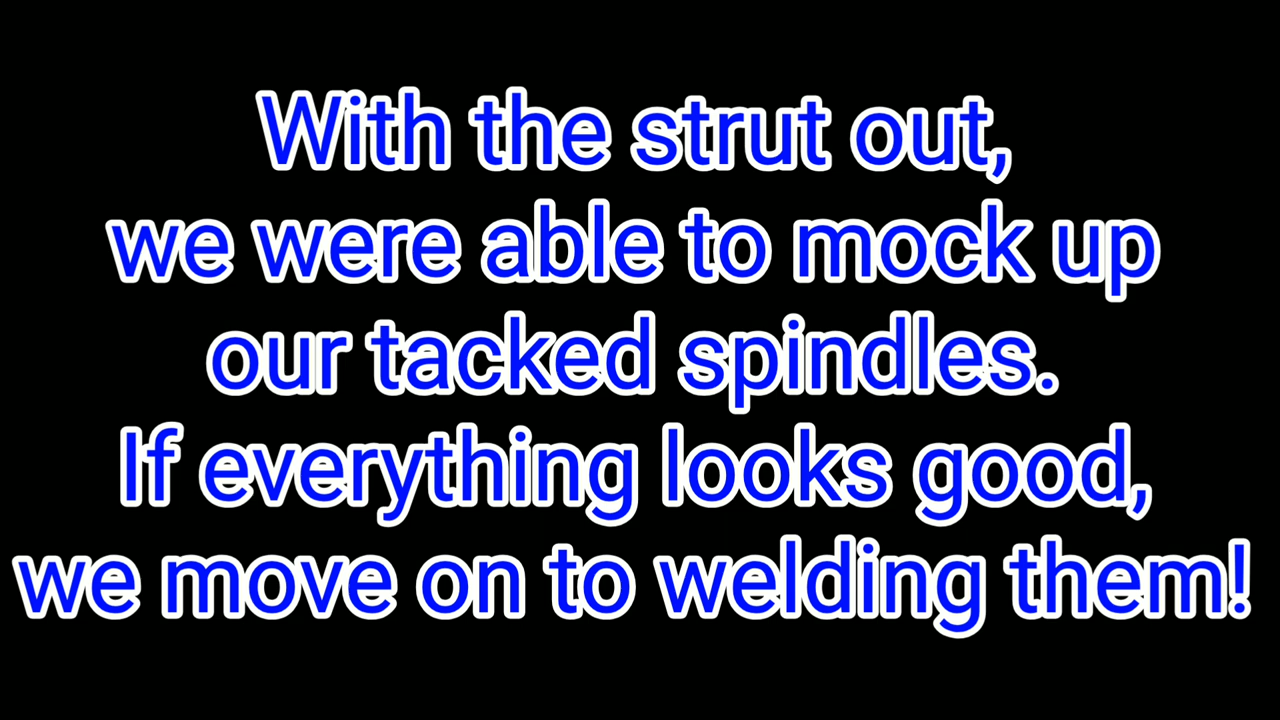 With the strut out,
we were able to mock up
our tacked spindles.
If everything looks good,
we move on to welding them!